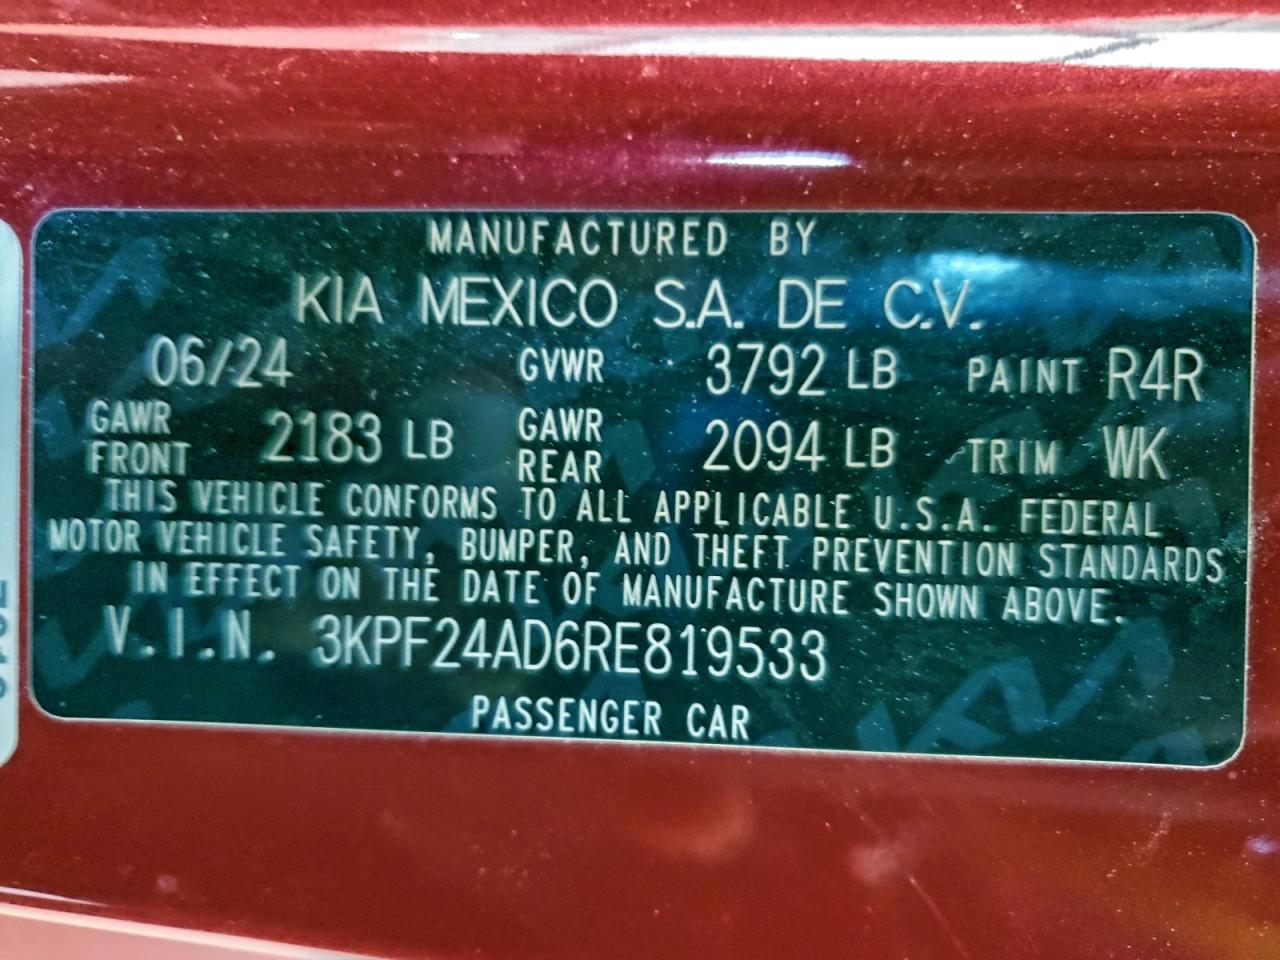 MANUFACTURED BY
KIA MEXICO S.A. DE C.V.
06/24 GVWR 3792 LB PAINT R4R
GAWR FRONT 2183 LB GAWR REAR 2094 LB TRIM WK
THIS VEHICLE CONFORMS TO ALL APPLICABLE U.S.A. FEDERAL
MOTOR VEHICLE SAFETY, BUMPER, AND THEFT PREVENTION STANDARDS
IN EFFECT ON THE DATE OF MANUFACTURE SHOWN ABOVE.
V.I.N. 3KPF24AD6RE819533
PASSENGER CAR